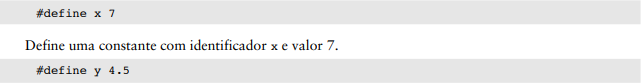 #define x 7
Define uma constante com identificador x e valor 7.
#define y 4.5